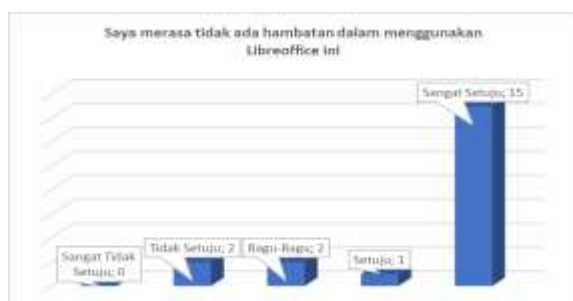 Saya merasa tidak ada hambatan dalam menggunakan
Libreoffice ini
Sangat Setuju; 15
Tidak Setuju; 2
Ragu-Ragu; 2
Sangat Tidak
Setuju; 0
Setuju; 1